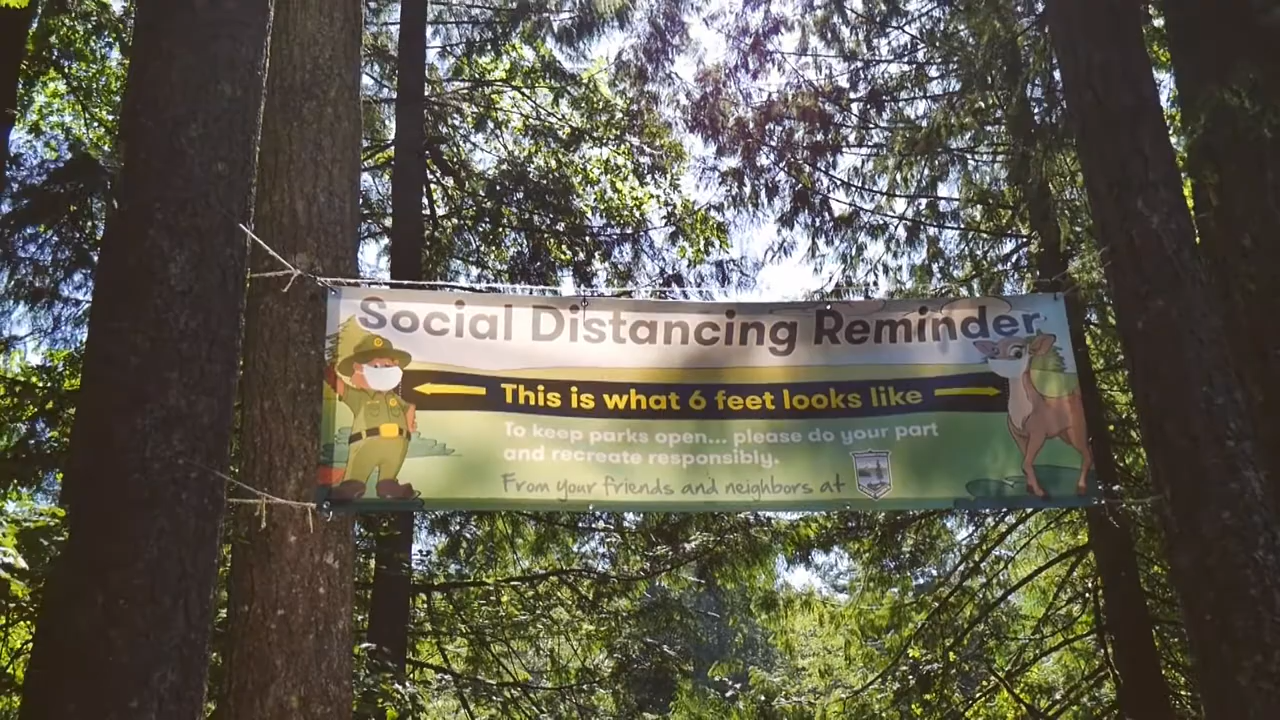 Social Distancing Reminder
This is what 6 feet looks like
To keep parks open... please do your part
and recreate responsibly.
From your friends and neighbors at